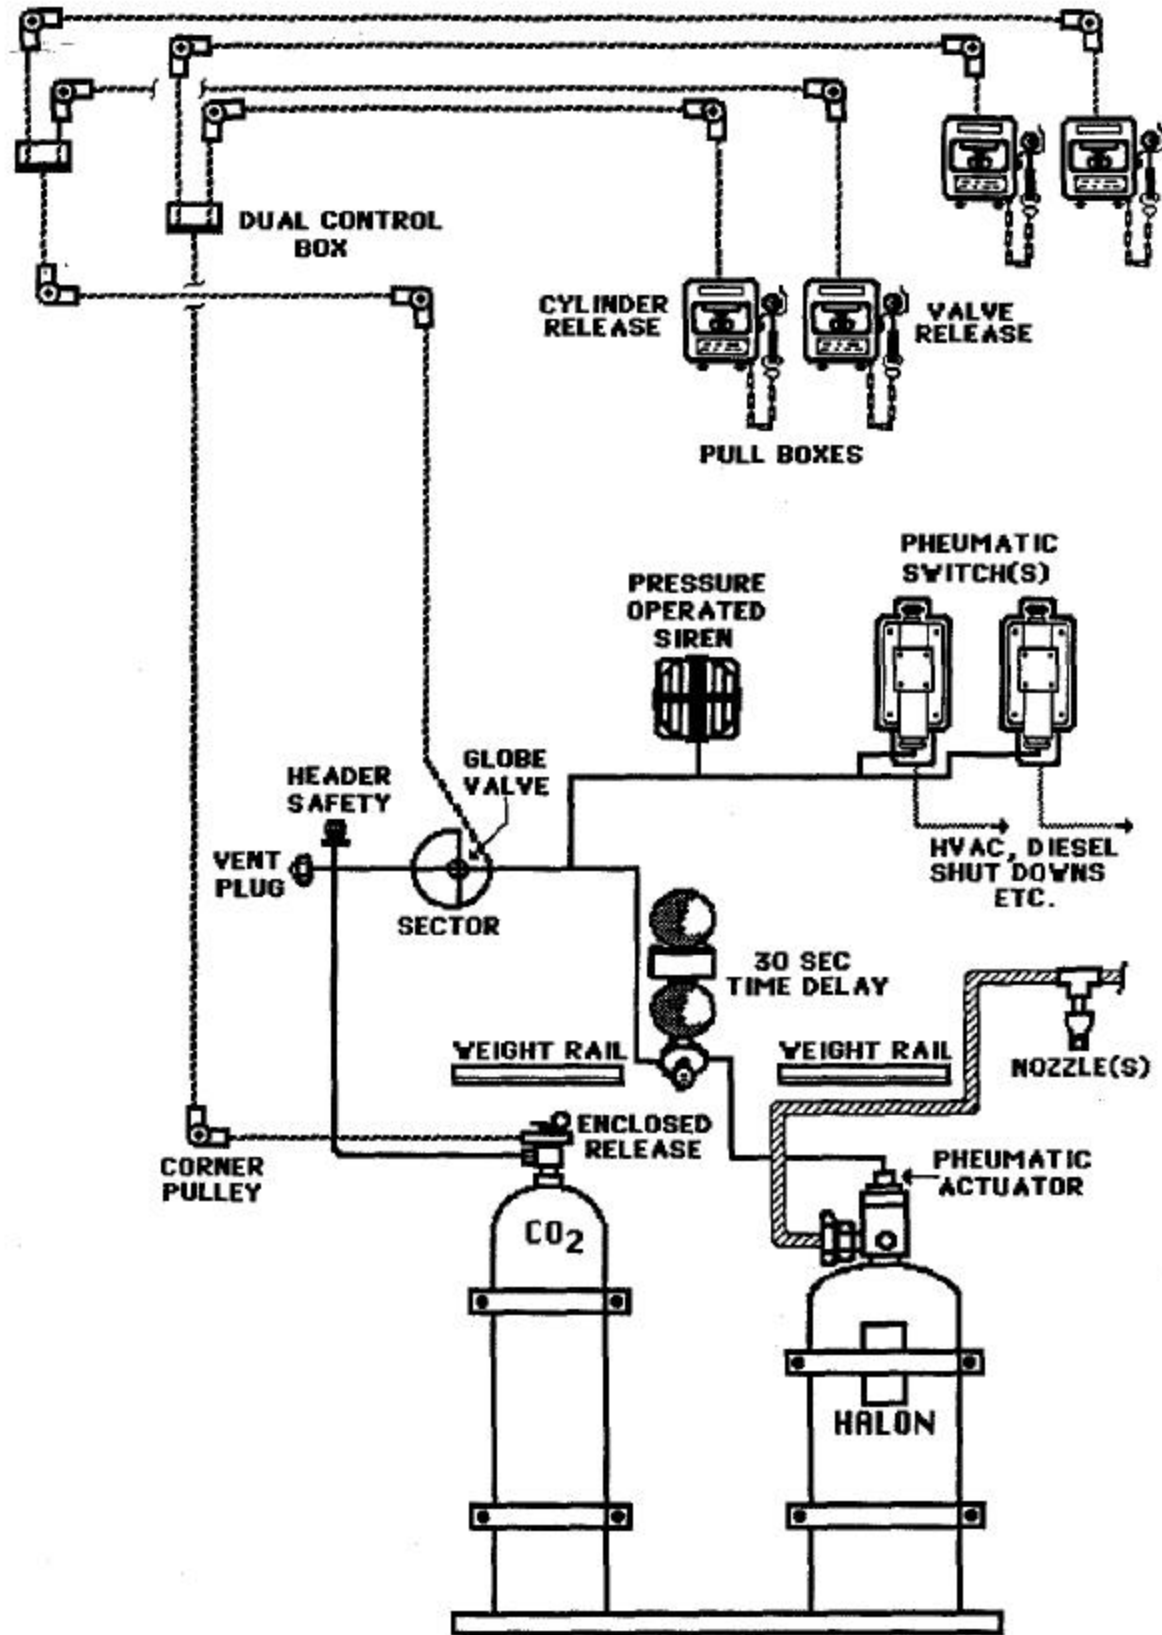 DUAL CONTROL
BOX
CYLINDER
RELEASE
VALVE
RELEASE
PULL BOXES
PHEUMATIC
SWITCH(S)
PRESSURE
OPERATED
SIREN
GLOBE
VALVE
HEADER
SAFETY
VENT
PLUG
SECTOR
HVAC, DIESEL
SHUT DOWNS
ETC.
30 SEC
TIME DELAY
WEIGHT RAIL
WEIGHT RAIL
NOZZLE(S)
ENCLOSED
RELEASE
CORNER
PULLEY
PHEUMATIC
ACTUATOR
CO2
HALON